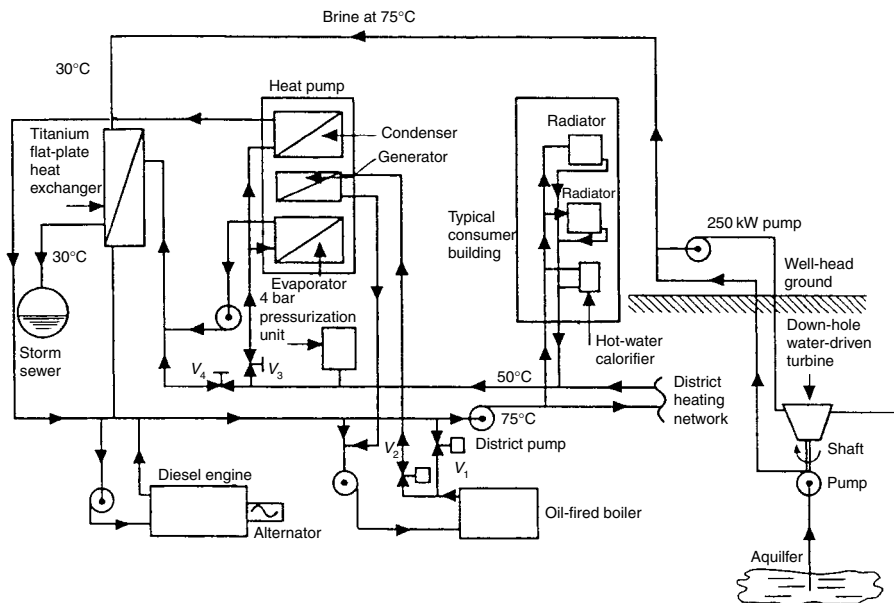 Brine at 75°C
30°C
Heat pump
Titanium
flat-plate
heat
exchanger
Condenser
Generator
Evaporator
30°C
Storm
sewer
4 bar
pressurization
unit
V4
V3
Typical
consumer
building
Radiator
Radiator
Hot-water
calorifier
250 kW pump
Well-head
ground
Down-hole
water-driven
turbine
50°C
75°C
District
heating
network
District pump
V2
V1
Shaft
Pump
Diesel engine
Alternator
Oil-fired boiler
Aquilfer